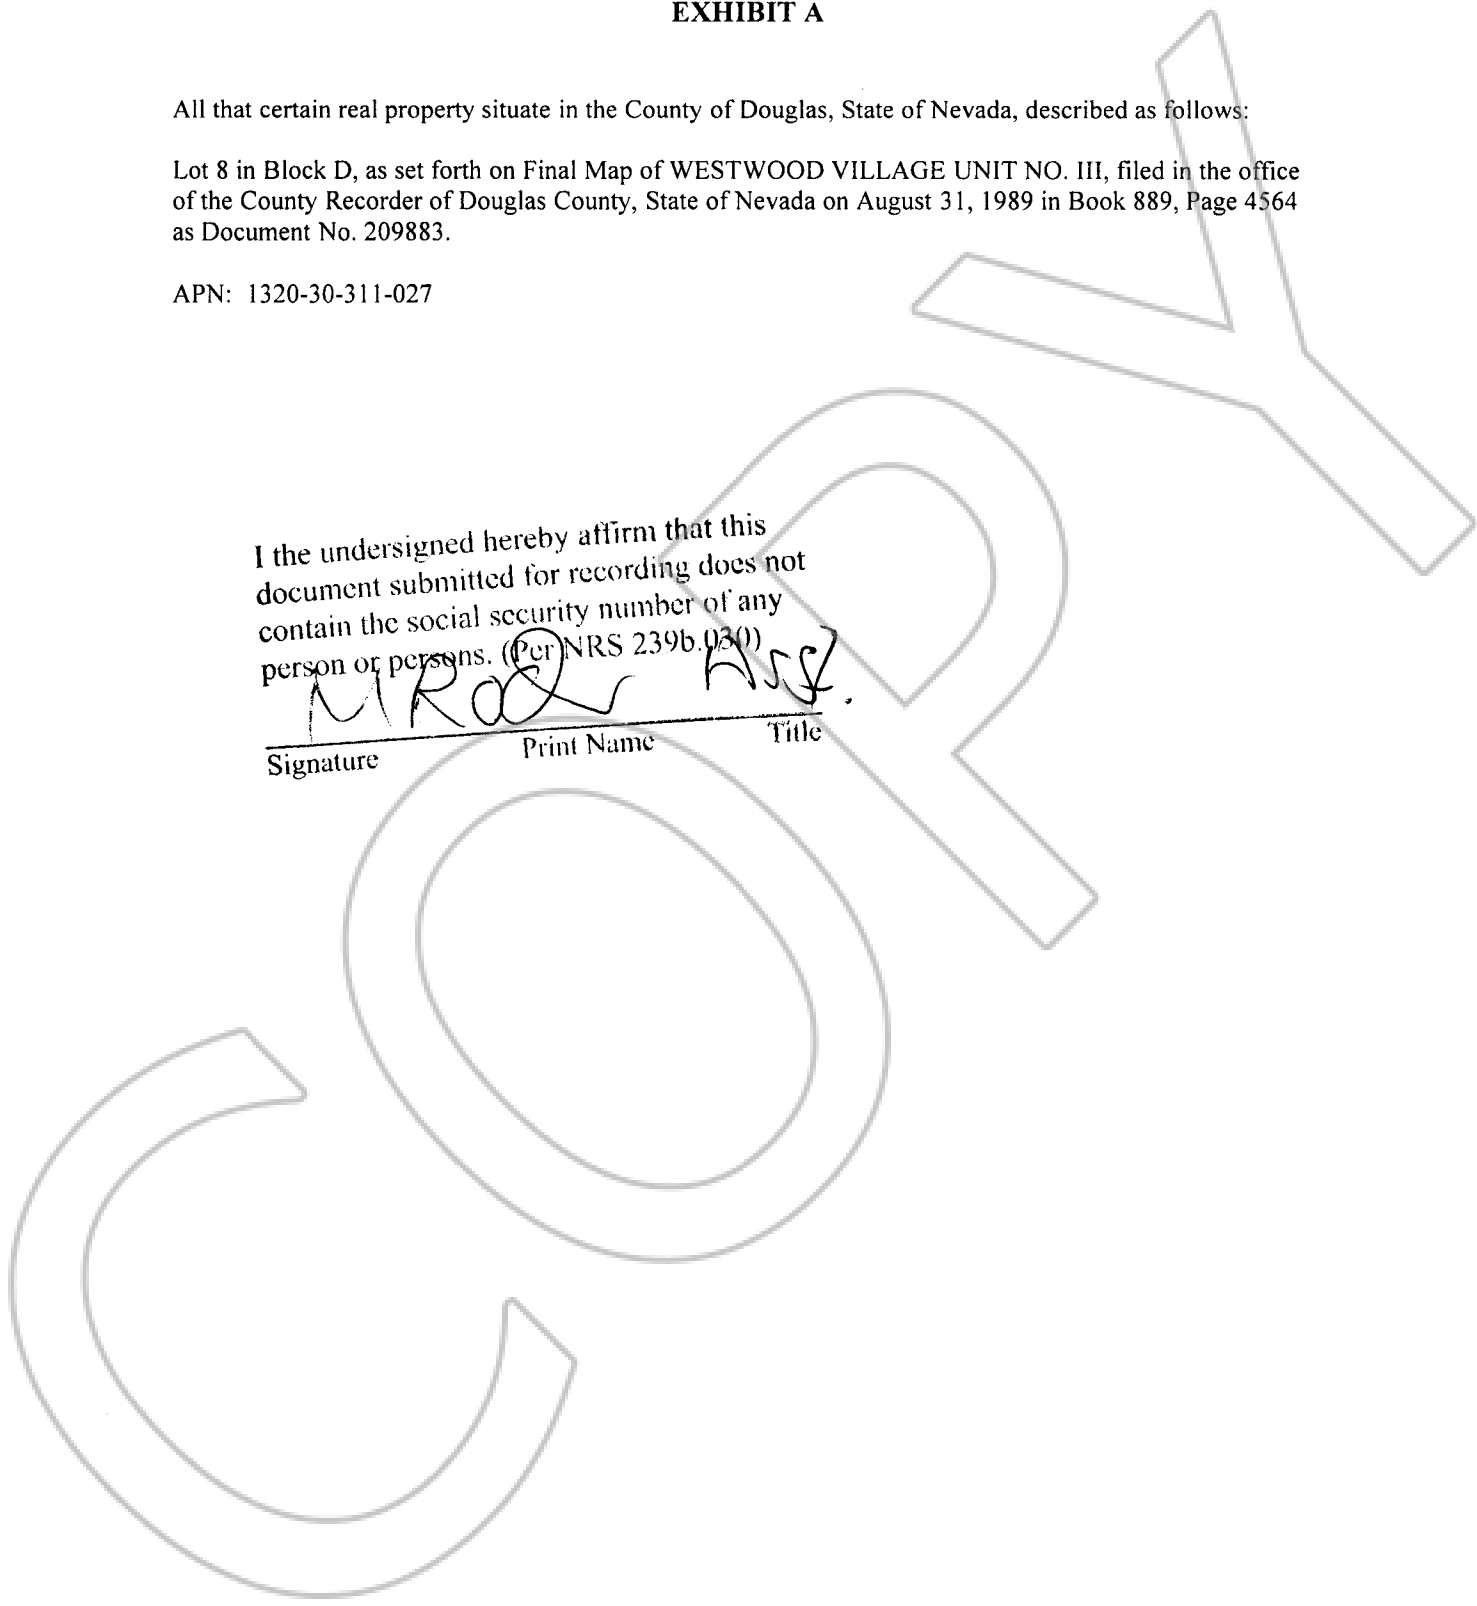 EXHIBIT A
All that certain real property situate in the County of Douglas, State of Nevada, described as follows:
Lot 8 in Block D, as set forth on Final Map of WESTWOOD VILLAGE UNIT NO. III, filed in the office
of the County Recorder of Douglas County, State of Nevada on August 31, 1989 in Book 889, Page 4564
as Document No. 209883.
APN: 1320-30-311-027
I the undersigned hereby affirm that this
document submitted for recording does not
contain the social security number of any
person or persons. (Per NRS 239b.030)
Asst.
Signature Print Name Title
COPY